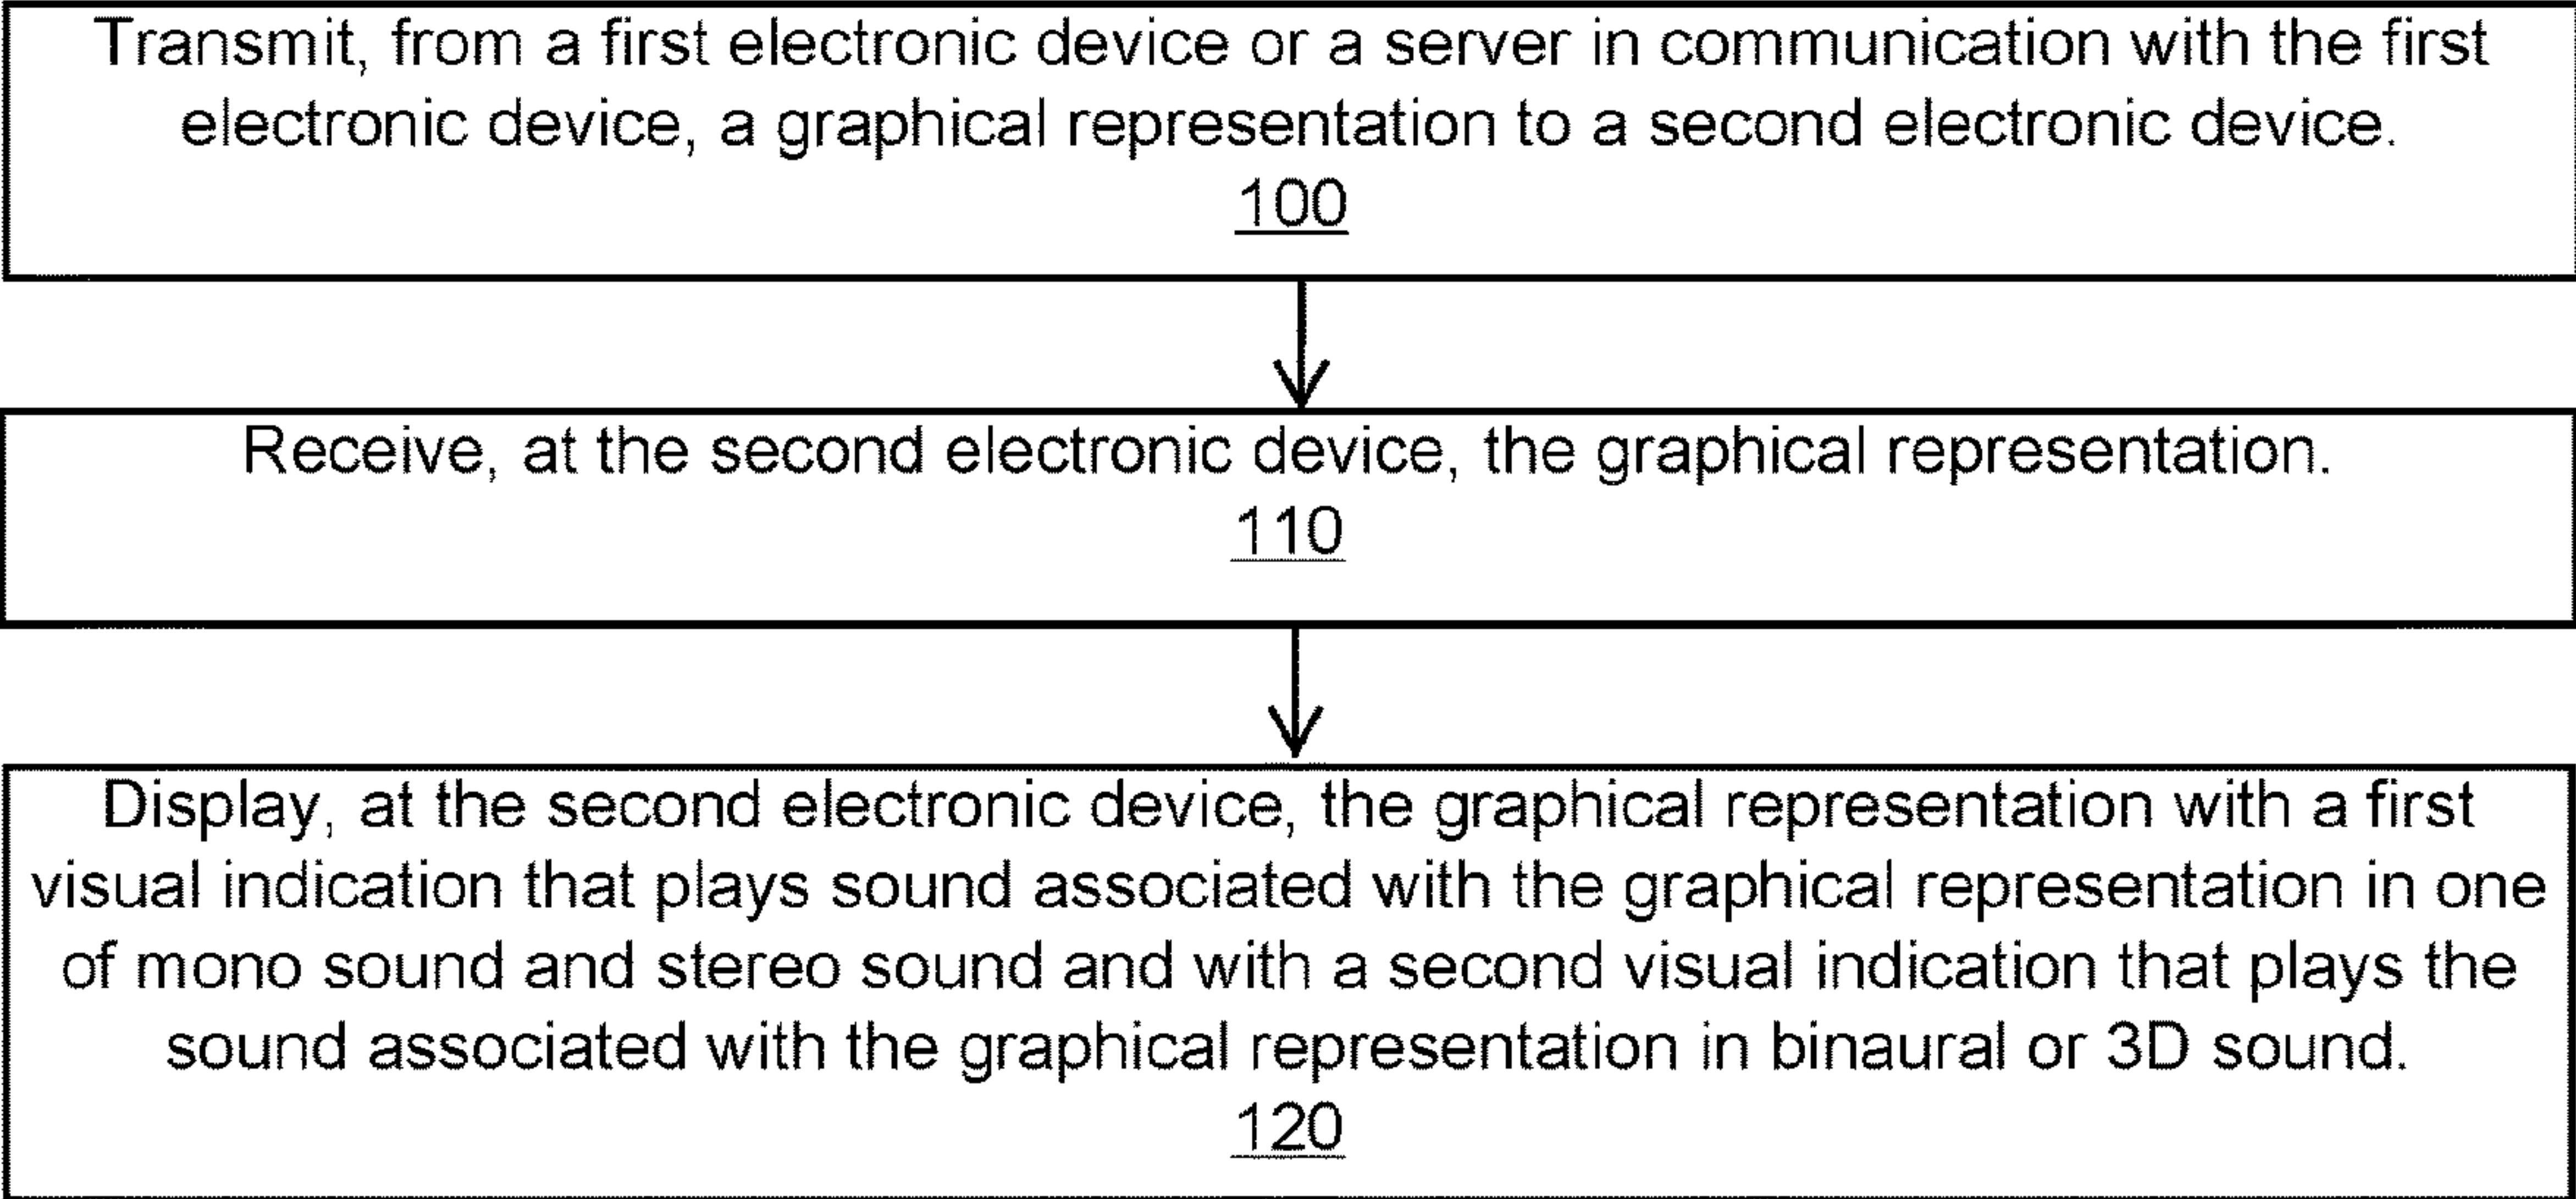 Transmit, from a first electronic device or a server in communication with the first
electronic device, a graphical representation to a second electronic device.
100
Receive, at the second electronic device, the graphical representation.
110
Display, at the second electronic device, the graphical representation with a first
visual indication that plays sound associated with the graphical representation in one
of mono sound and stereo sound and with a second visual indication that plays the
sound associated with the graphical representation in binaural or 3D sound.
120